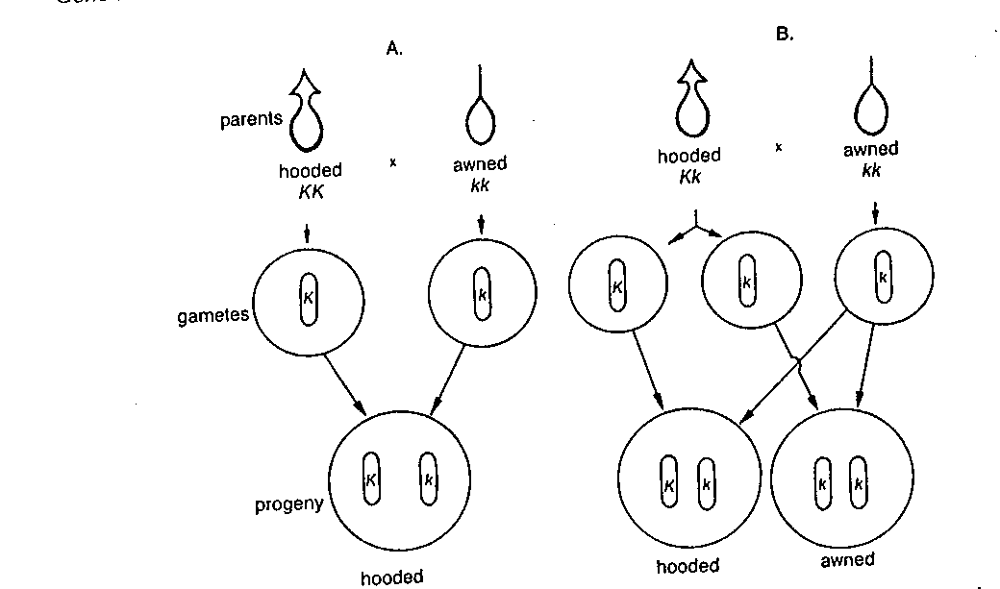 A.
B.
parents
hooded
KK
x
awned
kk
hooded
Kk
x
awned
kk
gametes
K
k
K
k
k
progeny
K k
K k
k k
hooded
hooded
awned